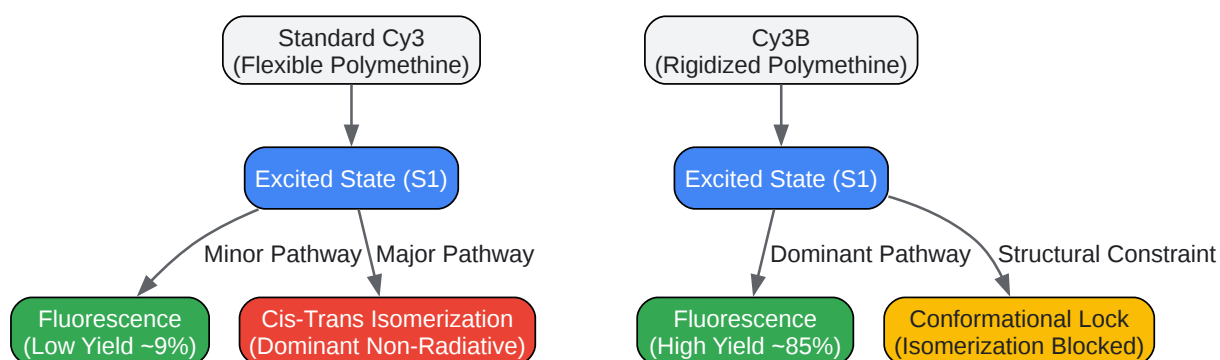 Standard Cy3
(Flexible Polymethine)
Cy3B
(Rigidized Polymethine)
Excited State (S1)
Excited State (S1)
Minor Pathway
Major Pathway
Dominant Pathway
Structural Constraint
Fluorescence
(Low Yield ~9%)
Cis-Trans Isomerization
(Dominant Non-Radiative)
Fluorescence
(High Yield ~85%)
Conformational Lock
(Isomerization Blocked)